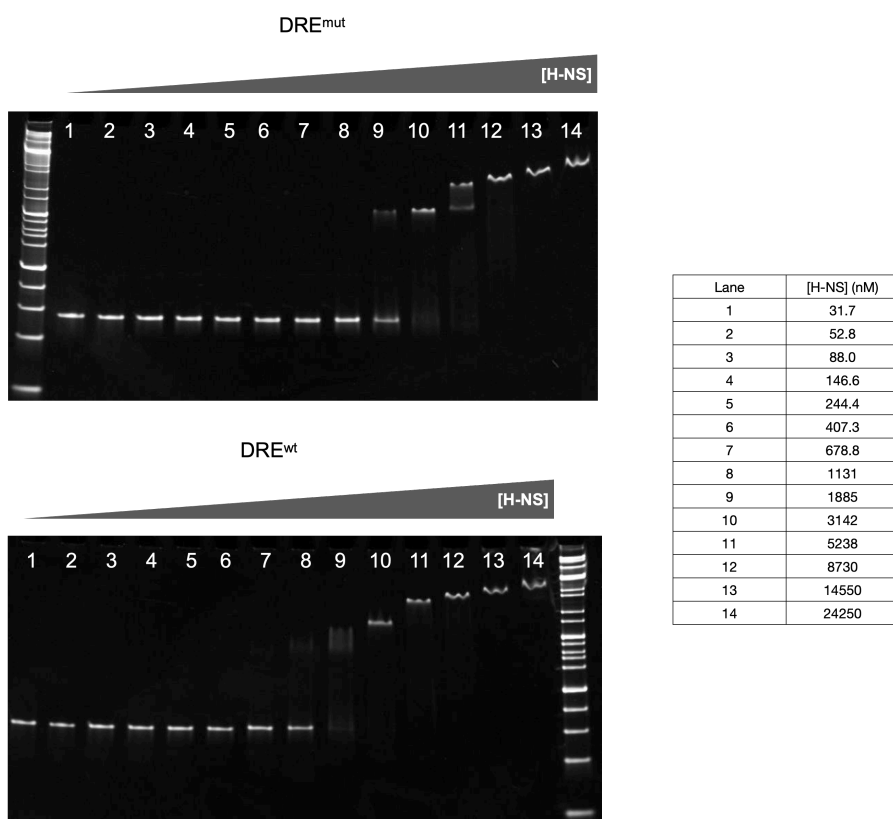 DREmut
[H-NS]
1 2 3 4 5 6 7 8 9 10 11 12 13 14
DREwt
[H-NS]
1 2 3 4 5 6 7 8 9 10 11 12 13 14
Lane [H-NS] (nM)
1 31.7
2 52.8
3 88.0
4 146.6
5 244.4
6 407.3
7 678.8
8 1131
9 1885
10 3142
11 5238
12 8730
13 14550
14 24250